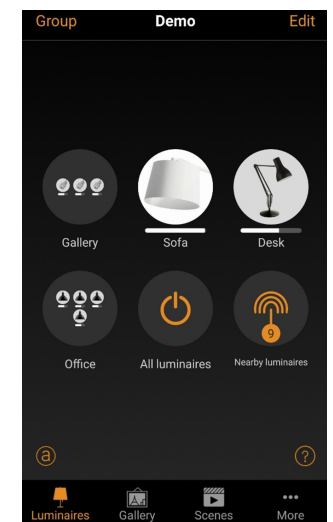 Group Demo Edit
Gallery Sofa Desk
9
Office All luminaires Nearby luminaires
a ?
Luminaires Gallery Scenes More